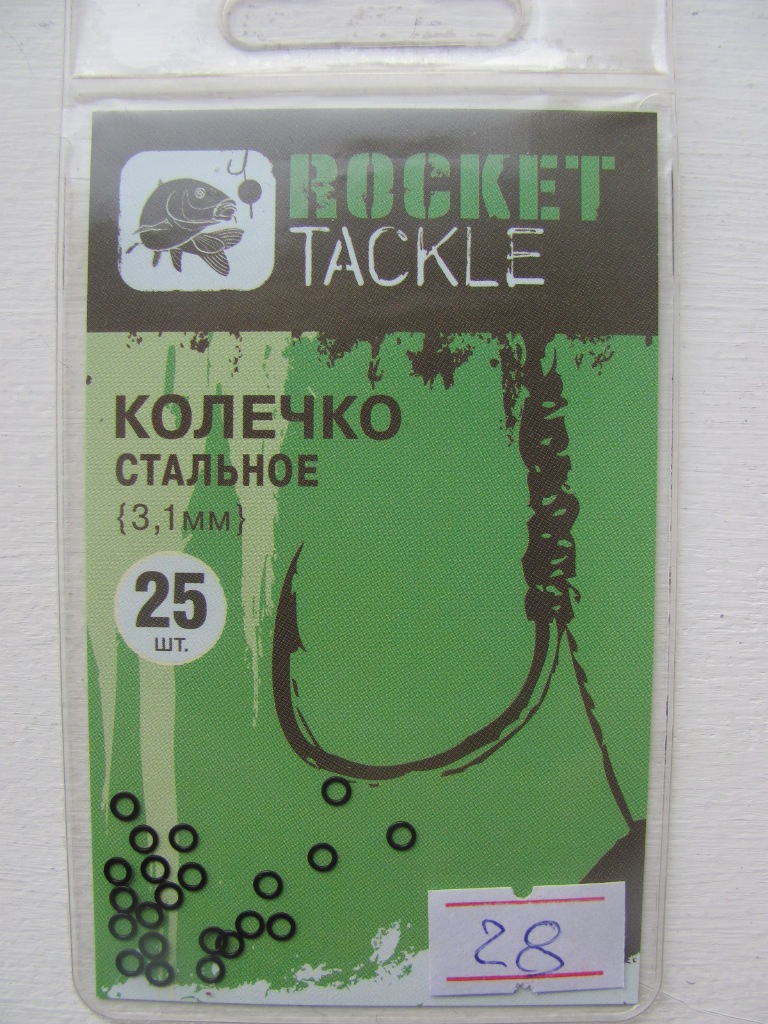 ROCKET
TACKLE
КОЛЕЧКО
СТАЛЬНОЕ
{3,1мм}
25
шт.
28